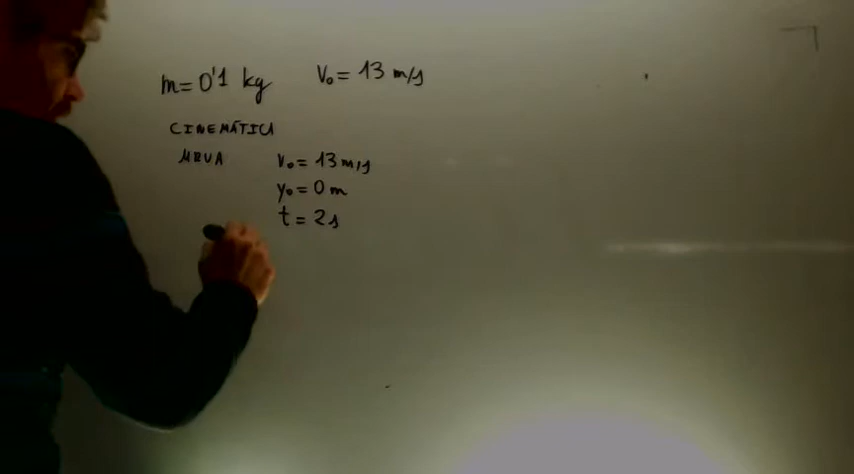 m = 0'1 kg    v₀ = 13 m/s
CINEMÁTICA
MRUA    v₀ = 13 m/s
y₀ = 0 m
t = 2 s